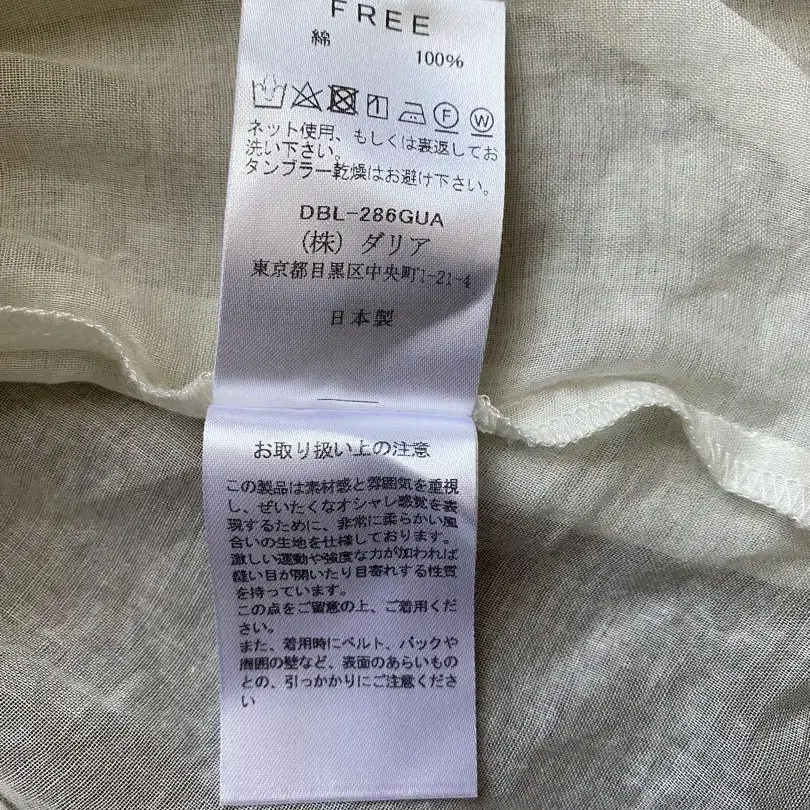 FREE
綿
100%
F W
ネット使用、もしくは裏返してお
洗い下さい。
タンブラー乾燥はお避け下さい。
DBL-286GUA
(株) ダリア
東京都目黒区中央町1-21-4
日本製
お取り扱い上の注意
この製品は素材感と雰囲気を重視
し、ぜいたくなオシャレ感覚を表
現するために、非常に柔らかい風
合いの生地を仕様しております。
激しい運動や強度な力が加われば
縫い目が開いたり目寄れする性質
を持っています。
この点をご留意の上、ご着用くだ
さい。
また、着用時にベルト、バックや
周囲の壁など、表面のあらいもの
との、引っかかりにご注意くださ
い